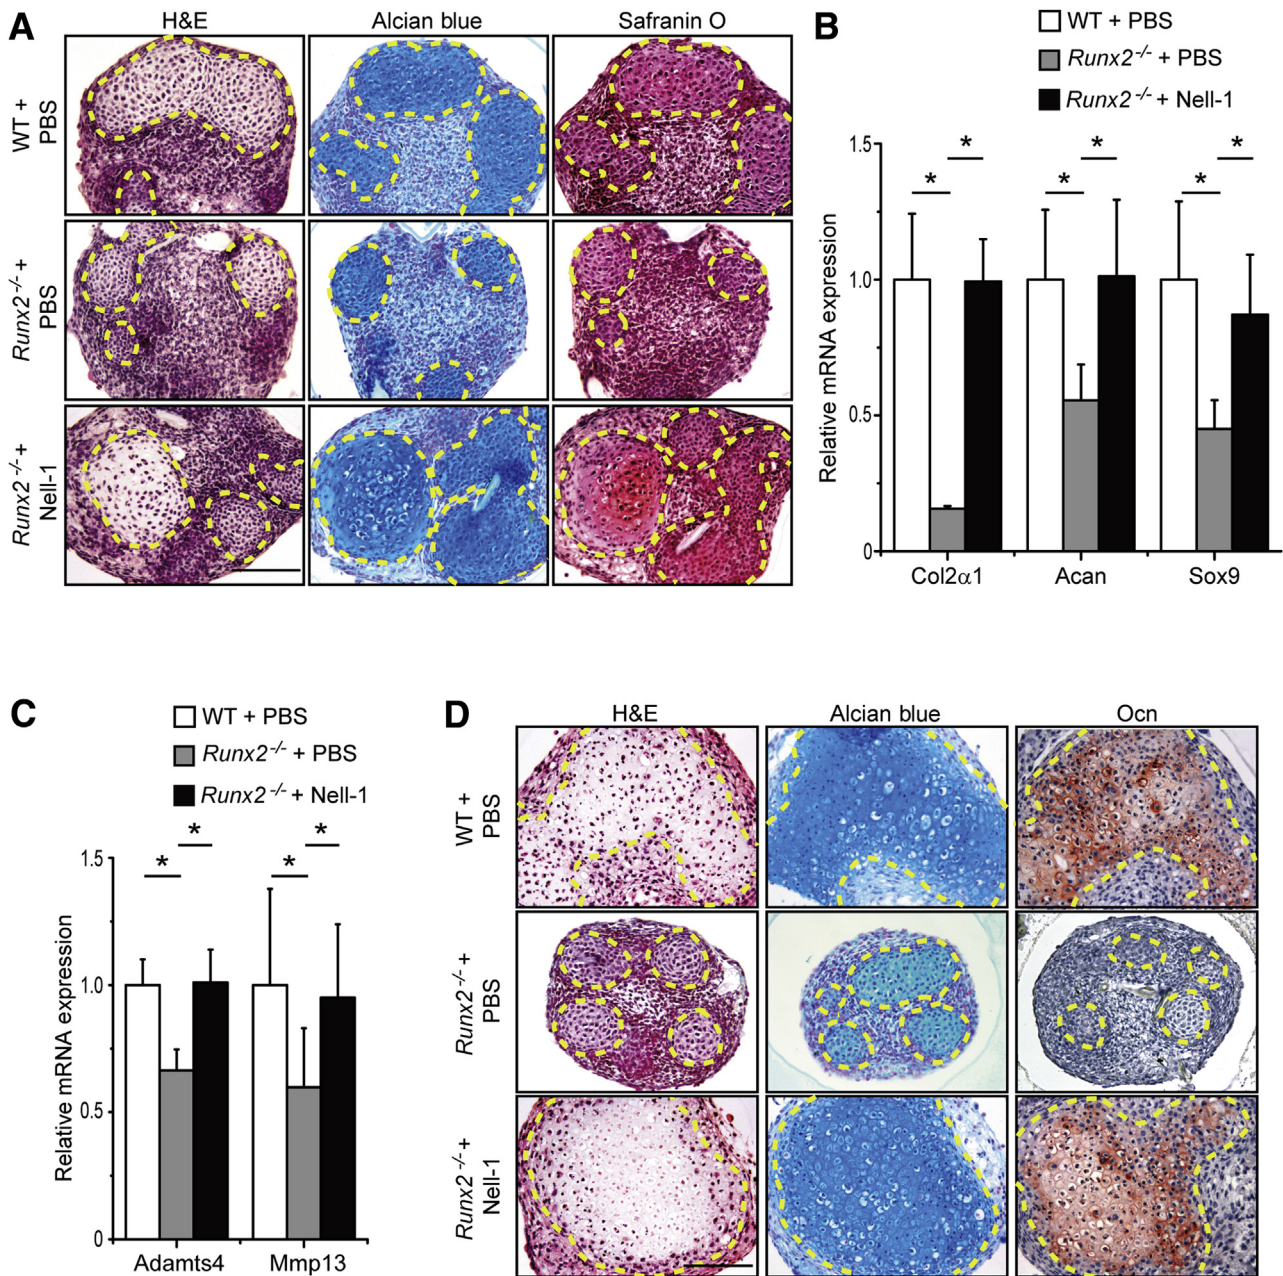 A
H&E
Alcian blue
Safranin O
WT +
PBS
Runx2-/- +
PBS
Runx2-/- +
Nell-1
B
WT + PBS
Runx2-/- + PBS
Runx2-/- + Nell-1
Relative mRNA expression
1.5
1.0
0.5
0
* * * * * *
Col2α1
Acan
Sox9
C
WT + PBS
Runx2-/- + PBS
Runx2-/- + Nell-1
Relative mRNA expression
1.5
1.0
0.5
0
* * * *
Adamts4
Mmp13
D
H&E
Alcian blue
Ocn
WT +
PBS
Runx2-/- +
PBS
Runx2-/- +
Nell-1